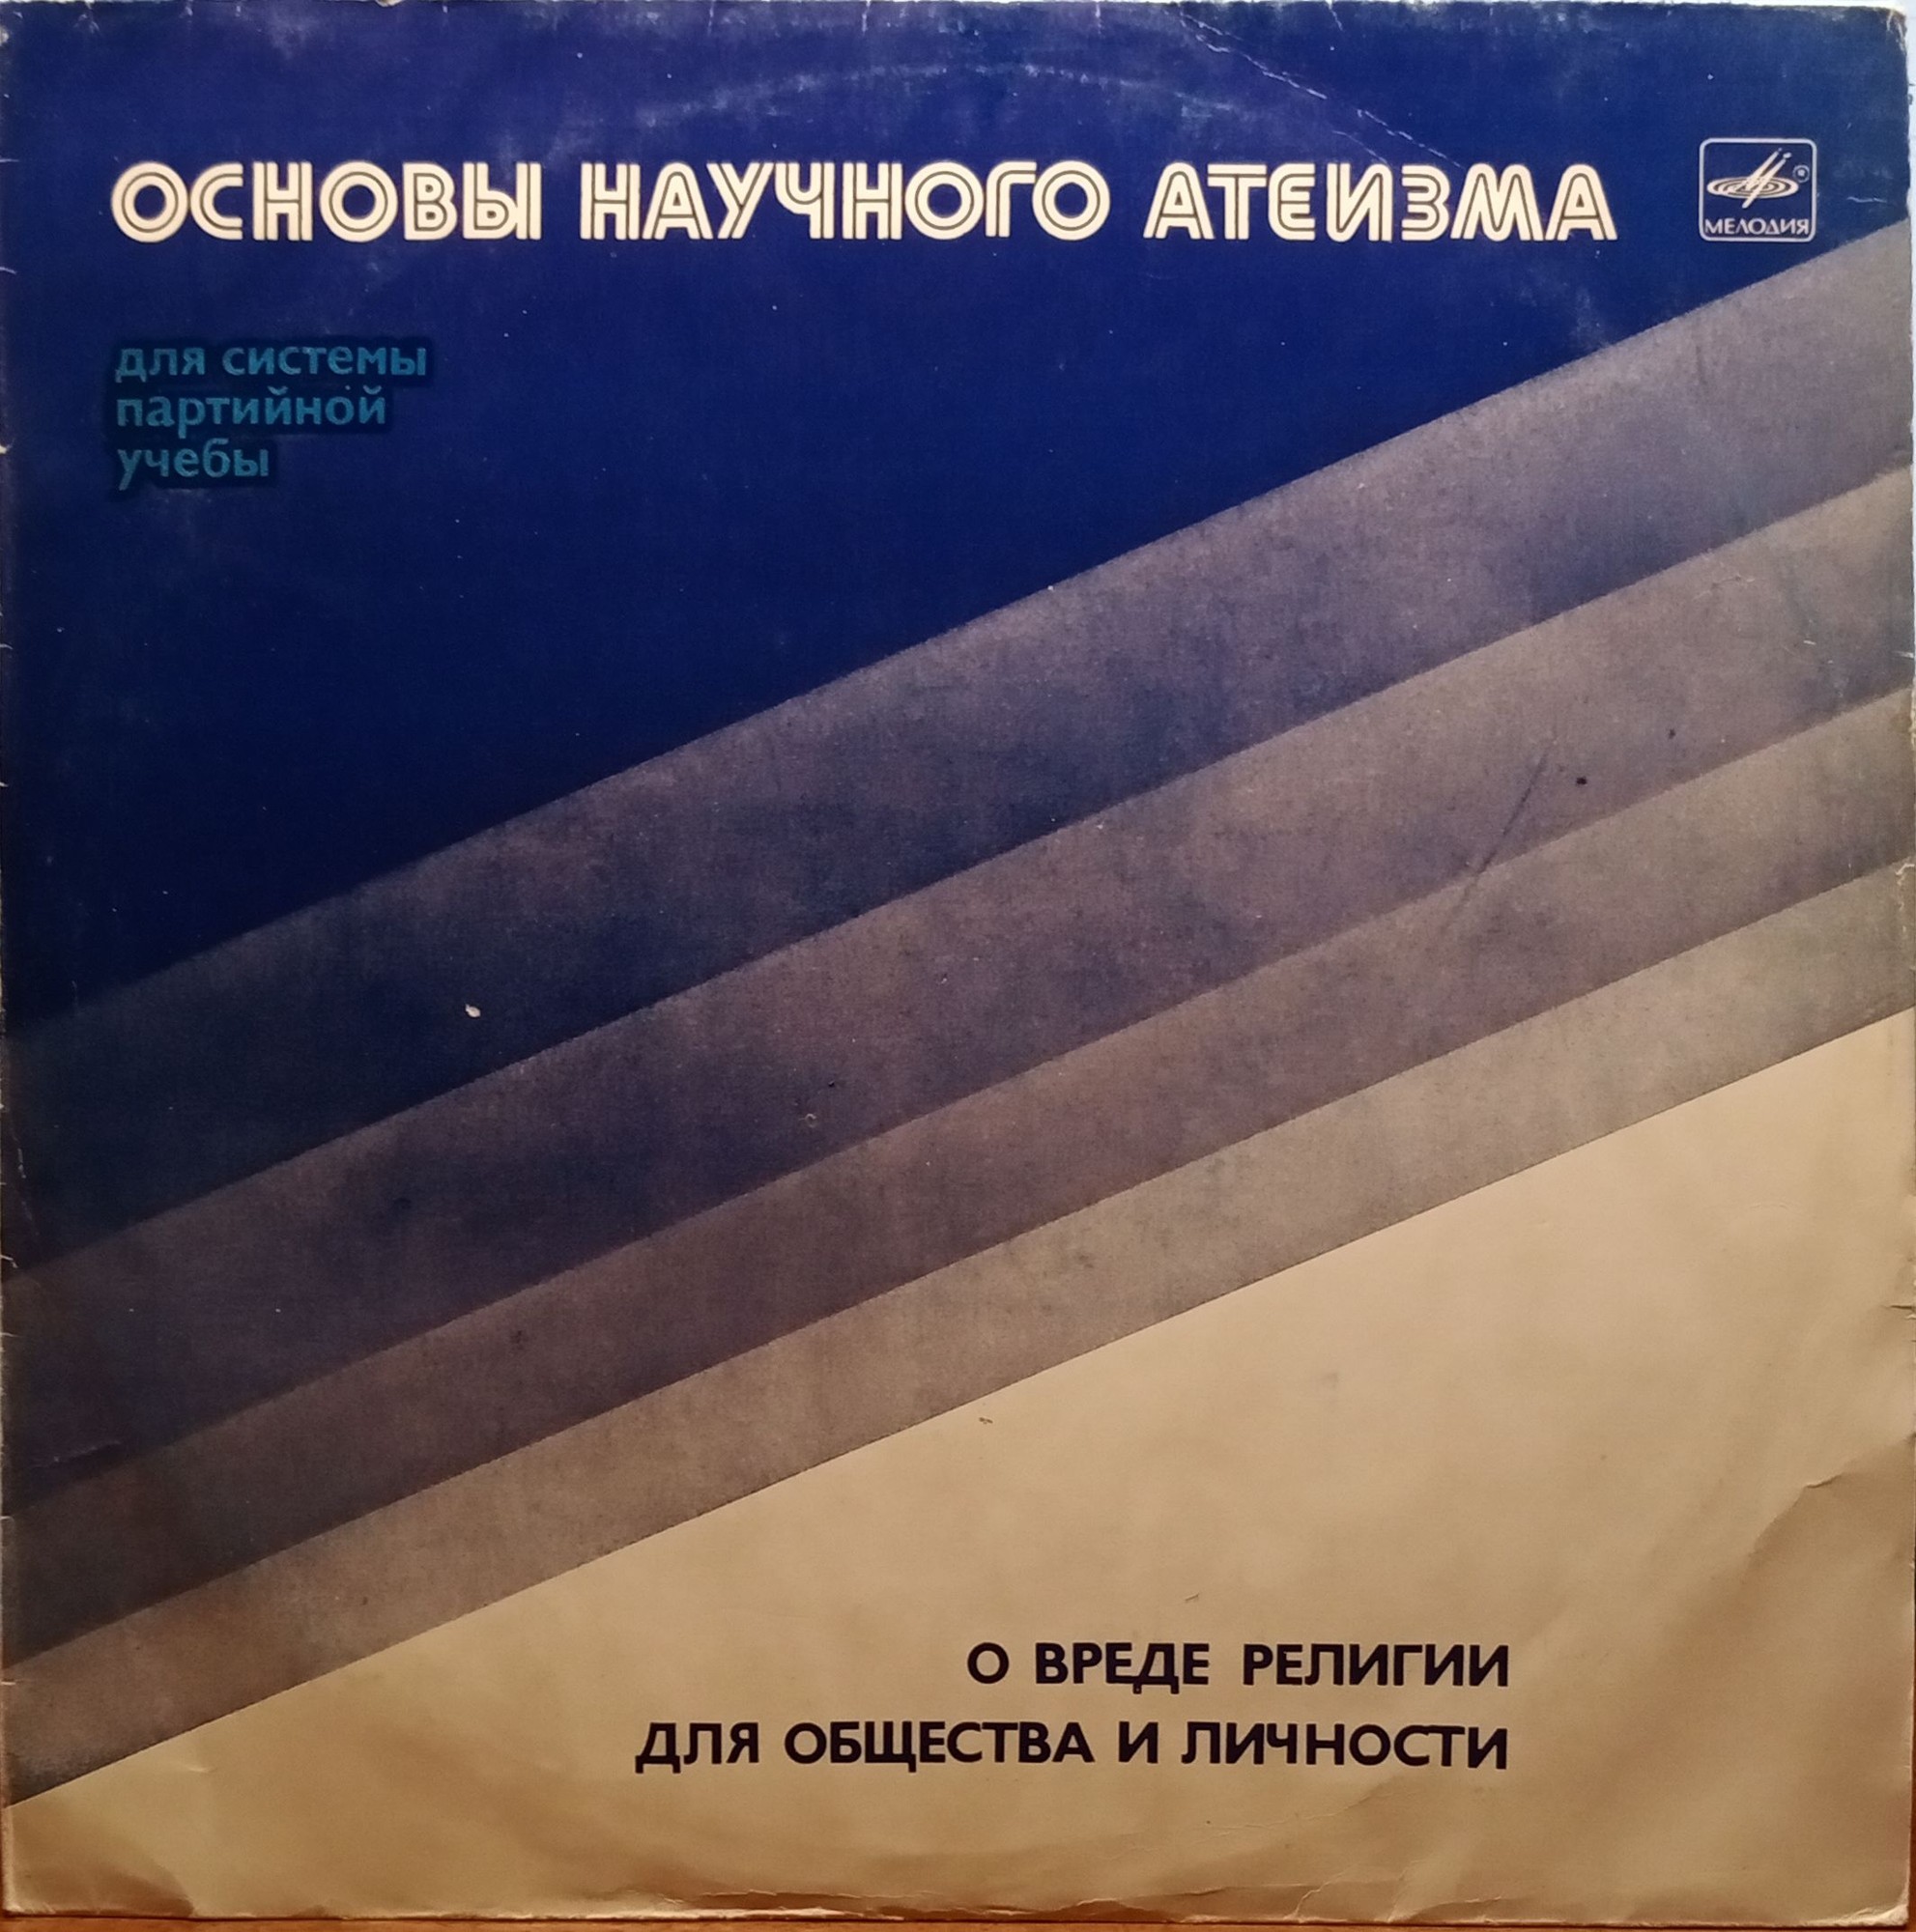 ОСНОВЫ НАУЧНОГО АТЕИЗМА
МЕЛОДИЯ
для системы
партийной
учебы
О ВРЕДЕ РЕЛИГИИ
ДЛЯ ОБЩЕСТВА И ЛИЧНОСТИ